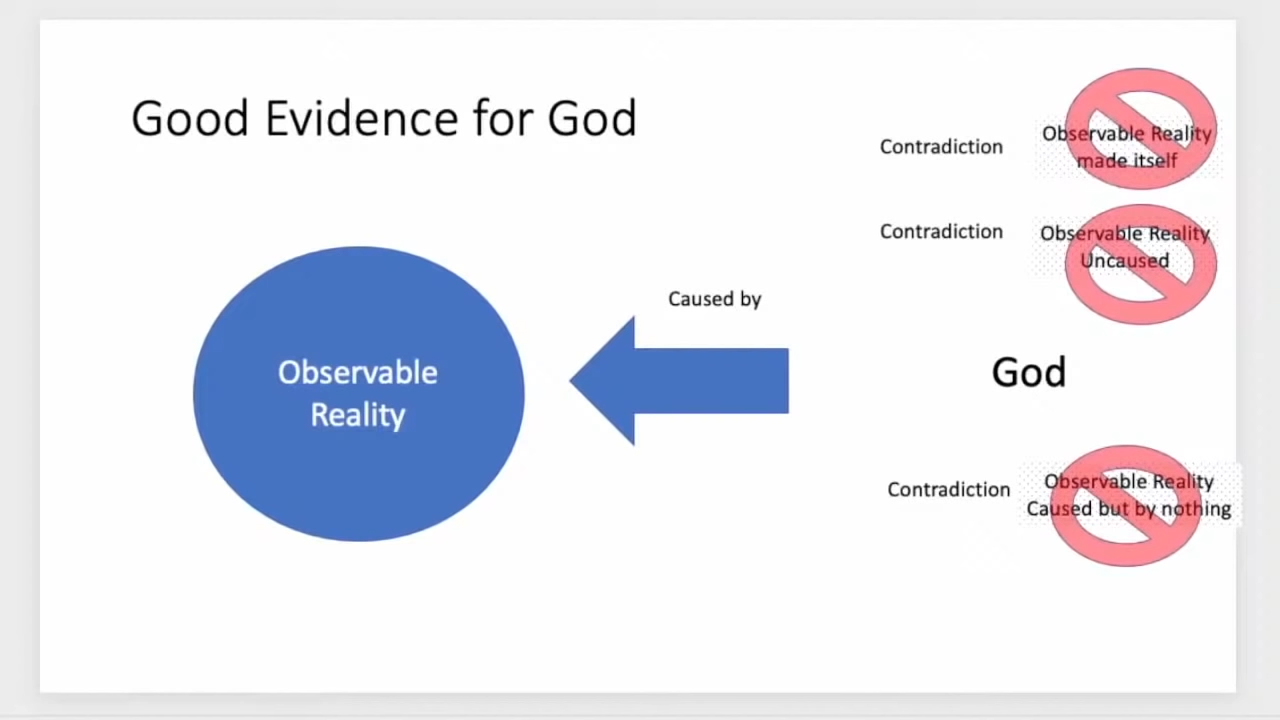 Good Evidence for God
Contradiction
Observable Reality
made itself
Contradiction
Observable Reality
Uncaused
Caused by
Observable
Reality
God
Contradiction
Observable Reality
Caused but by nothing